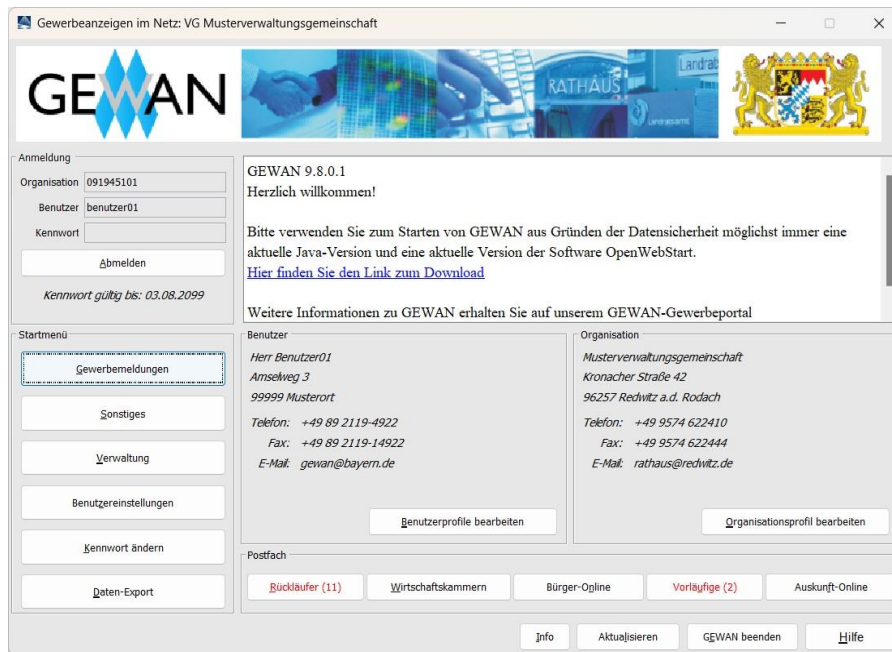 Gewerbeanzeigen im Netz: VG Musterverwaltungsgemeinschaft
GEWAN
RATHAUS
Landrat
Landratsamt
Anmeldung
Organisation 091945101
Benutzer benutzer01
Kennwort
Abmelden
Kennwort gültig bis: 03.08.2099
GEWAN 9.8.0.1
Herzlich willkommen!
Bitte verwenden Sie zum Starten von GEWAN aus Gründen der Datensicherheit möglichst immer eine
aktuelle Java-Version und eine aktuelle Version der Software OpenWebStart.
Hier finden Sie den Link zum Download
Weitere Informationen zu GEWAN erhalten Sie auf unserem GEWAN-Gewerbeportal
Startmenü
Gewerbemeldungen
Sonstiges
Verwaltung
Benutzereinstellungen
Kennwort ändern
Daten-Export
Benutzer
Herr Benutzer01
Amselweg 3
99999 Musterort
Telefon: +49 89 2119-4922
Fax: +49 89 2119-14922
E-Mail: gewan@bayern.de
Benutzerprofile bearbeiten
Organisation
Musterverwaltungsgemeinschaft
Kronacher Straße 42
96257 Redwitz a.d. Rodach
Telefon: +49 9574 622410
Fax: +49 9574 622444
E-Mail: rathaus@redwitz.de
Organisationsprofil bearbeiten
Postfach
Rückläufer (11)
Wirtschaftskammern
Bürger-Online
Vorläufige (2)
Auskunft-Online
Info
Aktualisieren
GEWAN beenden
Hilfe